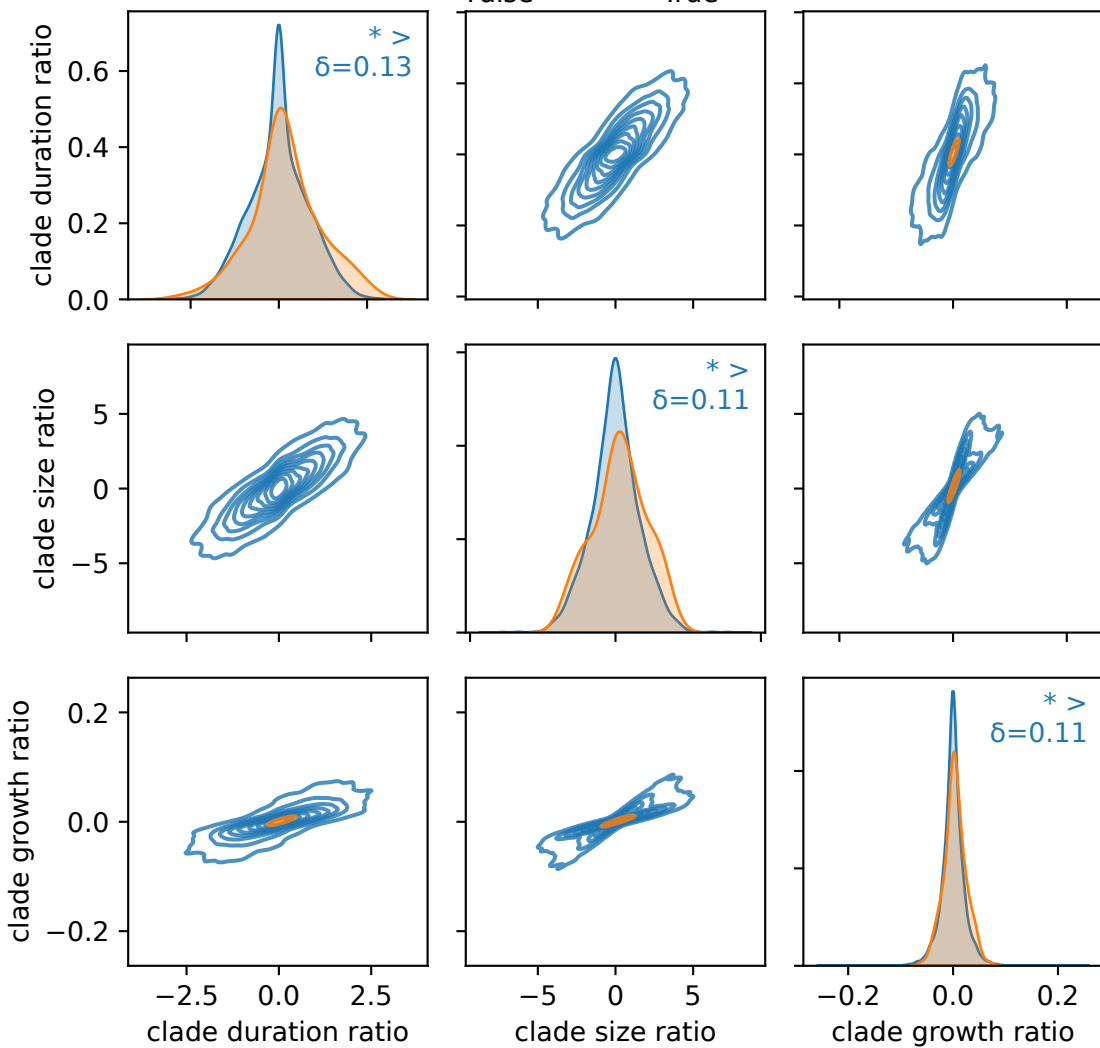 clade duration ratio
0.6
0.4
0.2
0.0
* >
δ=0.13
clade size ratio
5
0
−5
* >
δ=0.11
clade growth ratio
0.2
0.0
−0.2
* >
δ=0.11
−2.5 0.0 2.5
−5 0 5
−0.2 0.0 0.2
clade duration ratio
clade size ratio
clade growth ratio